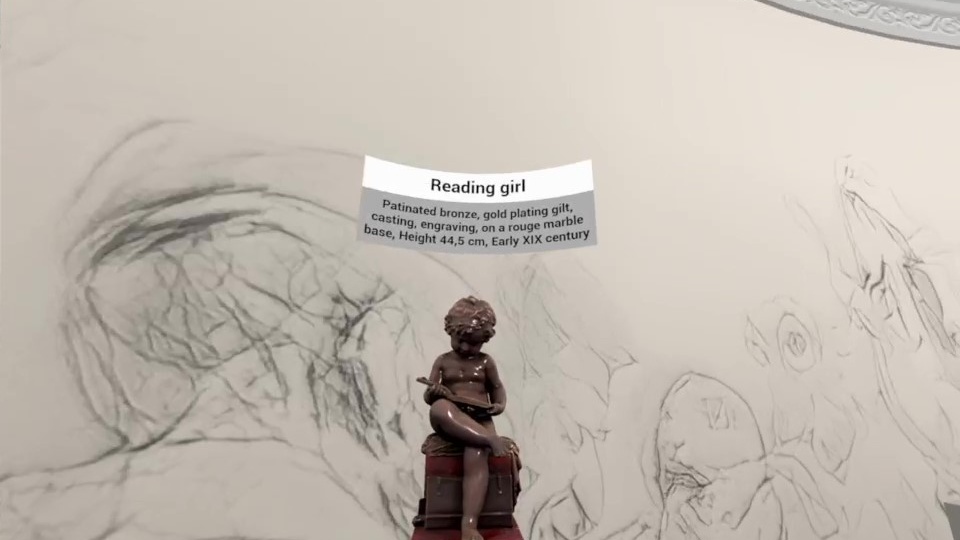 Reading girl
Patinated bronze, gold plating gilt,
casting, engraving, on a rouge marble
base, Height 44,5 cm, Early XIX century